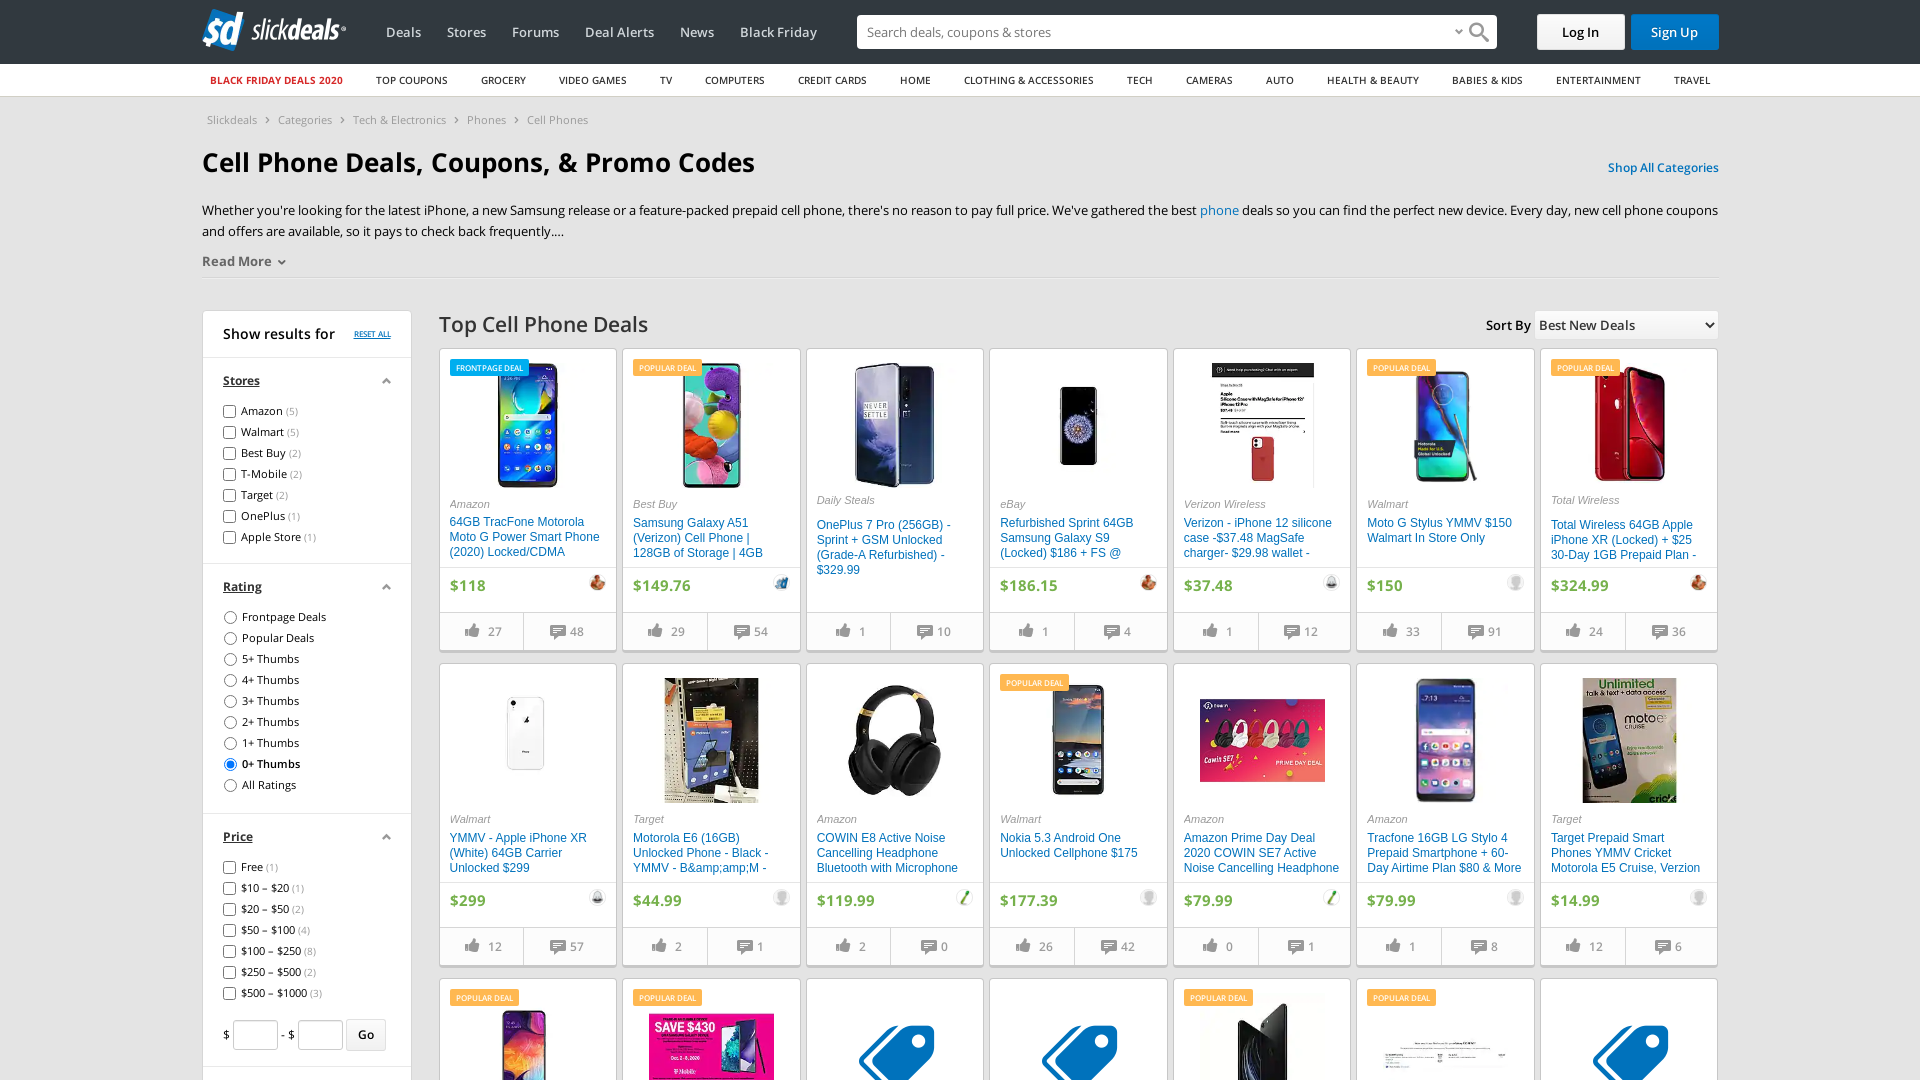 slickdeals
Deals
Stores
Forums
Deal Alerts
News
Black Friday
Search deals, coupons & stores
Log In
Sign Up
BLACK FRIDAY DEALS 2020
TOP COUPONS
GROCERY
VIDEO GAMES
TV
COMPUTERS
CREDIT CARDS
HOME
CLOTHING & ACCESSORIES
TECH
CAMERAS
AUTO
HEALTH & BEAUTY
BABIES & KIDS
ENTERTAINMENT
TRAVEL
Slickdeals > Categories > Tech & Electronics > Phones > Cell Phones
Cell Phone Deals, Coupons, & Promo Codes
Shop All Categories
Whether you're looking for the latest iPhone, a new Samsung release or a feature-packed prepaid cell phone, there's no reason to pay full price. We've gathered the best phone deals so you can find the perfect new device. Every day, new cell phone coupons
and offers are available, so it pays to check back frequently....
Read More
Show results for
RESET ALL
Stores
Amazon (5)
Walmart (5)
Best Buy (2)
T-Mobile (2)
Target (2)
OnePlus (1)
Apple Store (1)
Rating
Frontpage Deals
Popular Deals
5+ Thumbs
4+ Thumbs
3+ Thumbs
2+ Thumbs
1+ Thumbs
0+ Thumbs
All Ratings
Price
Free (1)
$10 – $20 (1)
$20 – $50 (2)
$50 – $100 (4)
$100 – $250 (8)
$250 – $500 (2)
$500 – $1000 (3)
$ - $ Go
Top Cell Phone Deals
Sort By
Best New Deals
FRONTPAGE DEAL
Amazon
64GB TracFone Motorola
Moto G Power Smart Phone
(2020) Locked/CDMA
$118
27
48
POPULAR DEAL
Best Buy
Samsung Galaxy A51
(Verizon) Cell Phone |
128GB of Storage | 4GB
$149.76
29
54
NEVER
SETTLE
Daily Steals
OnePlus 7 Pro (256GB) -
Sprint + GSM Unlocked
(Grade-A Refurbished) -
$329.99
1
10
eBay
Refurbished Sprint 64GB
Samsung Galaxy S9
(Locked) $186 + FS @
$186.15
1
4
Verizon Wireless
Verizon - iPhone 12 silicone
case -$37.48 MagSafe
charger- $29.98 wallet -
$37.48
1
12
POPULAR DEAL
Walmart
Moto G Stylus YMMV $150
Walmart In Store Only
$150
33
91
POPULAR DEAL
Total Wireless
Total Wireless 64GB Apple
iPhone XR (Locked) + $25
30-Day 1GB Prepaid Plan -
$324.99
24
36
Walmart
YMMV - Apple iPhone XR
(White) 64GB Carrier
Unlocked $299
$299
12
57
Target
Motorola E6 (16GB)
Unlocked Phone - Black -
YMMV - B&amp;amp;M -
$44.99
2
1
Amazon
COWIN E8 Active Noise
Cancelling Headphone
Bluetooth with Microphone
$119.99
2
0
POPULAR DEAL
Walmart
Nokia 5.3 Android One
Unlocked Cellphone $175
$177.39
26
42
Cowin SE7
PRIME DAY DEAL
Amazon
Amazon Prime Day Deal
2020 COWIN SE7 Active
Noise Cancelling Headphone
$79.99
0
1
7:13
Amazon
Tracfone 16GB LG Stylo 4
Prepaid Smartphone + 60-
Day Airtime Plan $80 & More
$79.99
1
8
Unlimited
talk & text + data access
moto e
CRUISE
Target
Target Prepaid Smart
Phones YMMV Cricket
Motorola E5 Cruise, Verzion
$14.99
12
6
POPULAR DEAL
POPULAR DEAL
SAVE $430
POPULAR DEAL
POPULAR DEAL